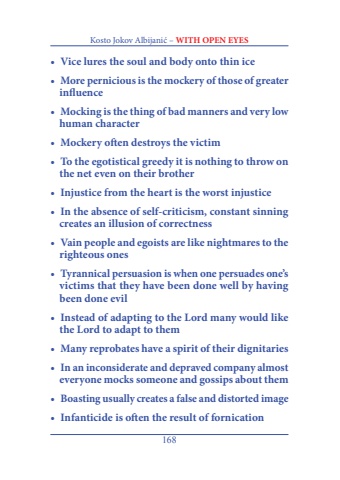 Kosto Jokov Albijanić – WITH OPEN EYES
• Vice lures the soul and body onto thin ice
• More pernicious is the mockery of those of greater
influence
• Mocking is the thing of bad manners and very low
human character
• Mockery often destroys the victim
• To the egotistical greedy it is nothing to throw on
the net even on their brother
• Injustice from the heart is the worst injustice
• In the absence of self-criticism, constant sinning
creates an illusion of correctness
• Vain people and egoists are like nightmares to the
righteous ones
• Tyrannical persuasion is when one persuades one's
victims that they have been done well by having
been done evil
• Instead of adapting to the Lord many would like
the Lord to adapt to them
• Many reprobates have a spirit of their dignitaries
• In an inconsiderate and depraved company almost
everyone mocks someone and gossips about them
• Boasting usually creates a false and distorted image
• Infanticide is often the result of fornication
168